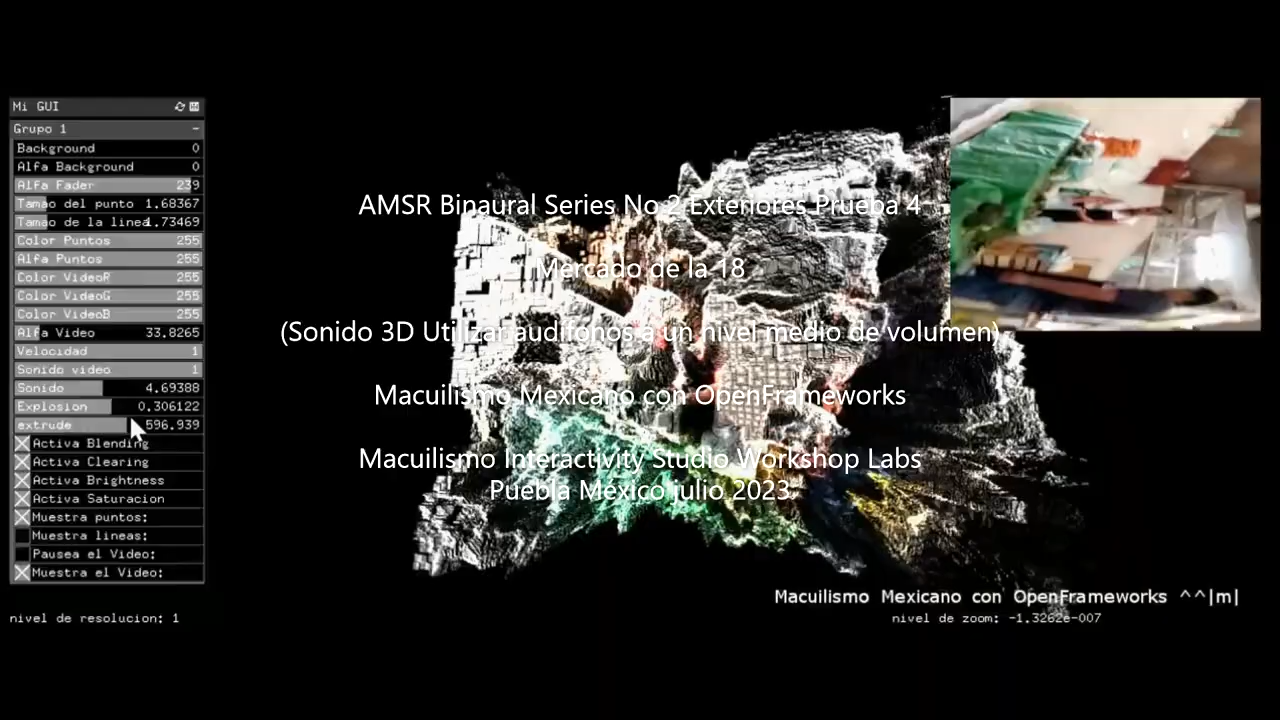 Mi GUI
Grupo 1 -
Background 0
Alfa Background 0
Alfa Fader 239
Tamao del punto 1.68367
Tamao de la linea 1.73469
Color Puntos 255
Alfa Puntos 255
Color VideoR 255
Color VideoG 255
Color VideoB 255
Alfa Video 33.8265
Velocidad 1
Sonido video 1
Sonido 4.69388
Explosion 0.306122
extrude 596.939
Activa Blending
Activa Clearing
Activa Brightness
Activa Saturacion
Muestra puntos:
Muestra lineas:
Pausea el Video:
Muestra el Video:
nivel de resolucion: 1
AMSR Binaural Series No 2 Exteriores Prueba 4
Mercado de la 18
(Sonido 3D Utilizar audifonos a un nivel medio de volumen)
Macuilismo Mexicano con OpenFrameworks
Macuilismo Interactivity Studio Workshop Labs
Puebla México julio 2023.
Macuilismo Mexicano con OpenFrameworks ^^|m|
nivel de zoom: -1.3262e-007